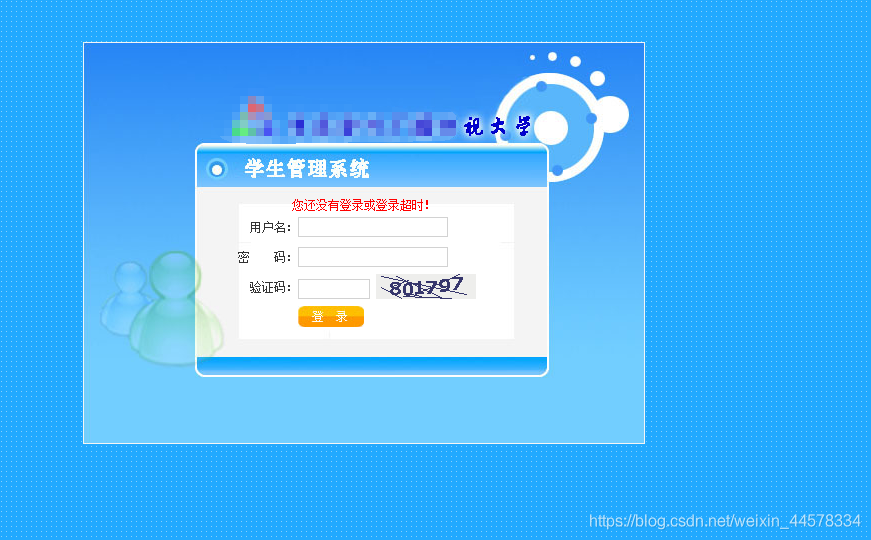 视大学
学生管理系统
您还没有登录或登录超时!
用户名:
密 码:
验证码: 801797
登 录
https://blog.csdn.net/weixin_44578334